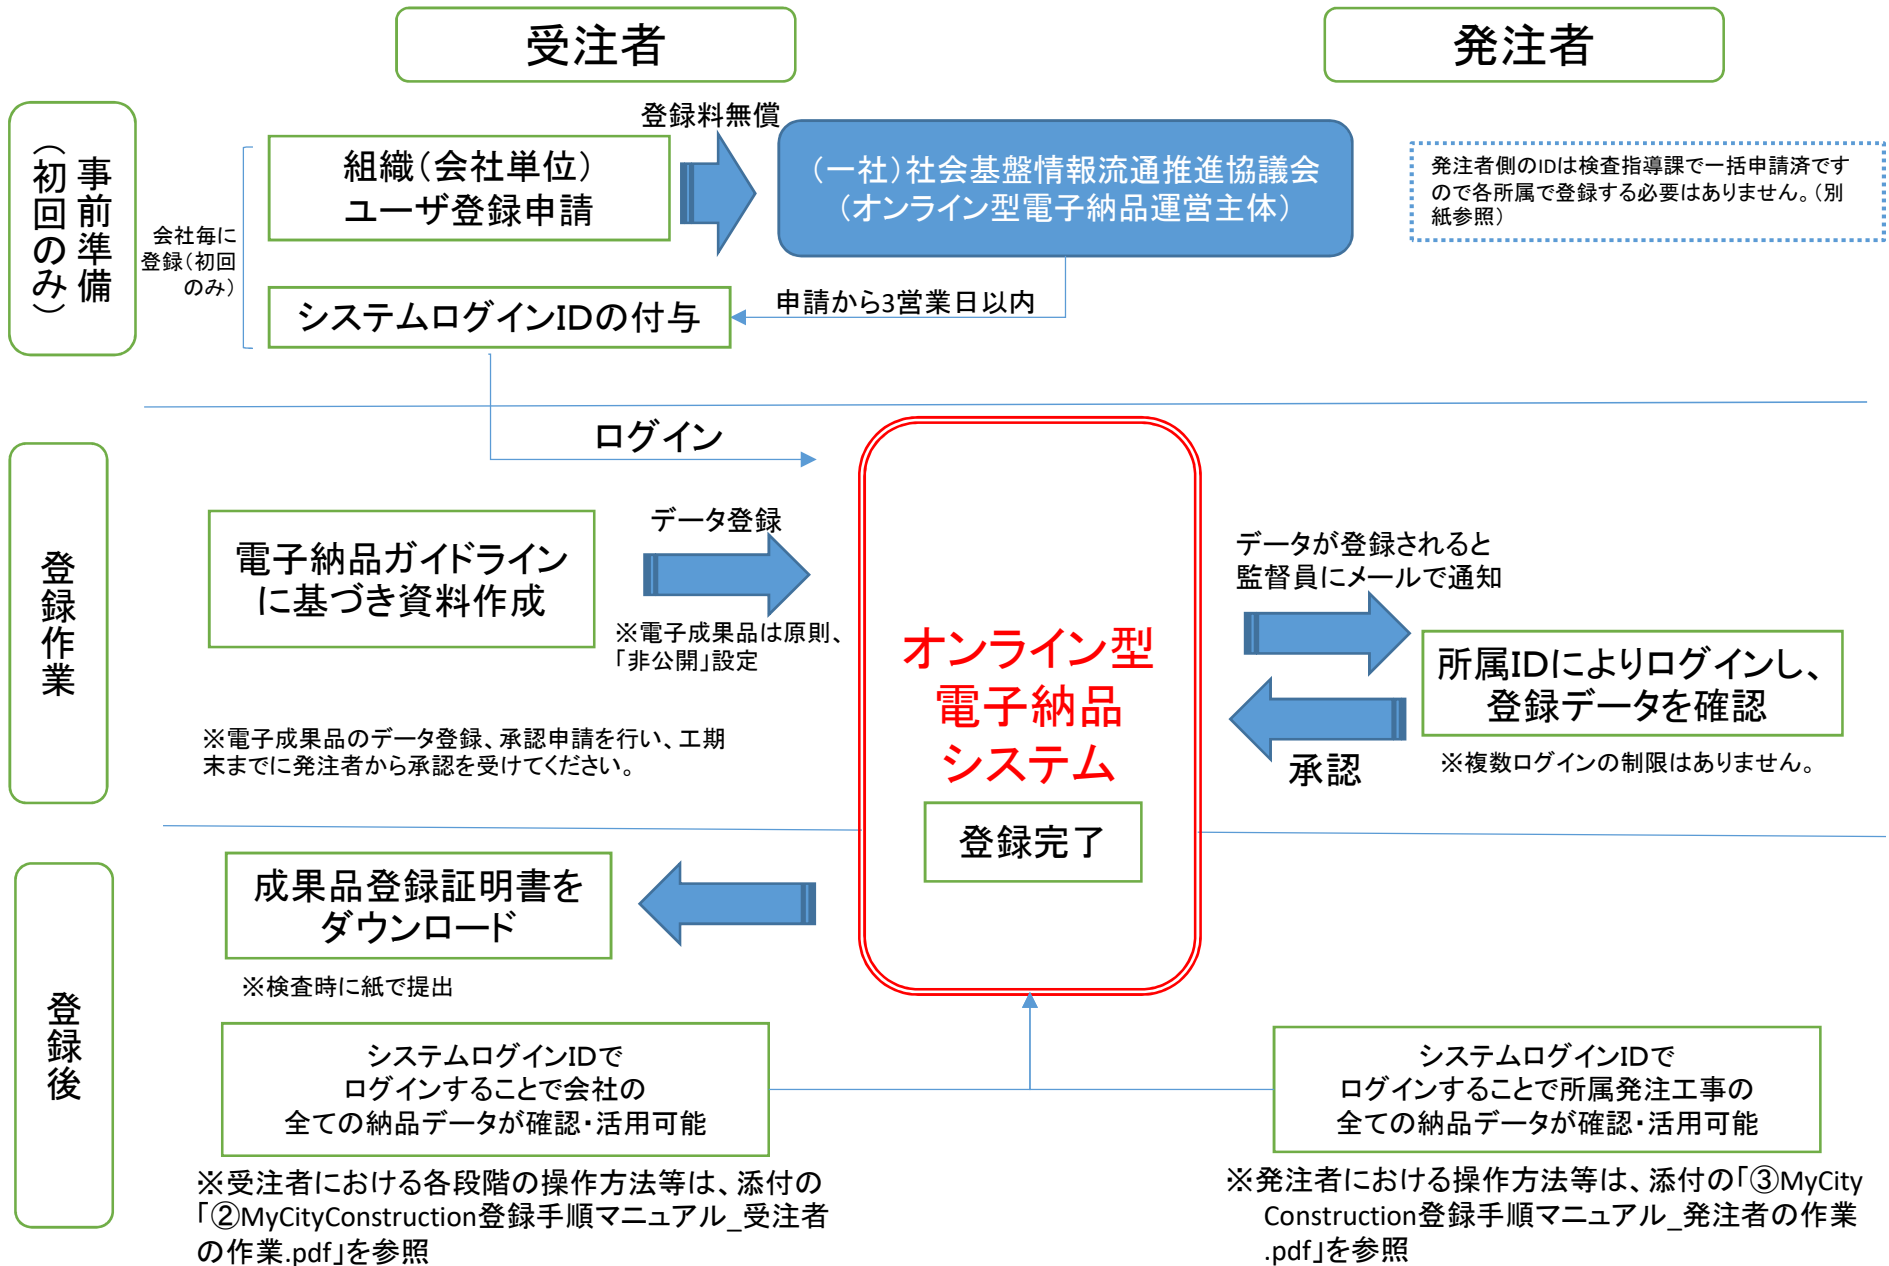 受注者
発注者
事前準備
（初回のみ）
会社毎に
登録（初回
のみ）
組織（会社単位）
ユーザ登録申請
登録料無償
（一社）社会基盤情報流通推進協議会
（オンライン型電子納品運営主体）
発注者側のIDは検査指導課で一括申請済です
ので各所属で登録する必要はありません。（別
紙参照）
システムログインIDの付与
申請から3営業日以内
ログイン
登録作業
電子納品ガイドライン
に基づき資料作成
データ登録
※電子成果品は原則、
「非公開」設定
※電子成果品のデータ登録、承認申請を行い、工期
末までに発注者から承認を受けてください。
オンライン型
電子納品
システム
登録完了
データが登録されると
監督員にメールで通知
所属IDによりログインし、
登録データを確認
承認
※複数ログインの制限はありません。
登録後
成果品登録証明書を
ダウンロード
※検査時に紙で提出
システムログインIDで
ログインすることで会社の
全ての納品データが確認・活用可能
システムログインIDで
ログインすることで所属発注工事の
全ての納品データが確認・活用可能
※受注者における各段階の操作方法等は、添付の
「②MyCityConstruction登録手順マニュアル_受注者
の作業.pdf」を参照
※発注者における操作方法等は、添付の「③MyCity
Construction登録手順マニュアル_発注者の作業
.pdf」を参照